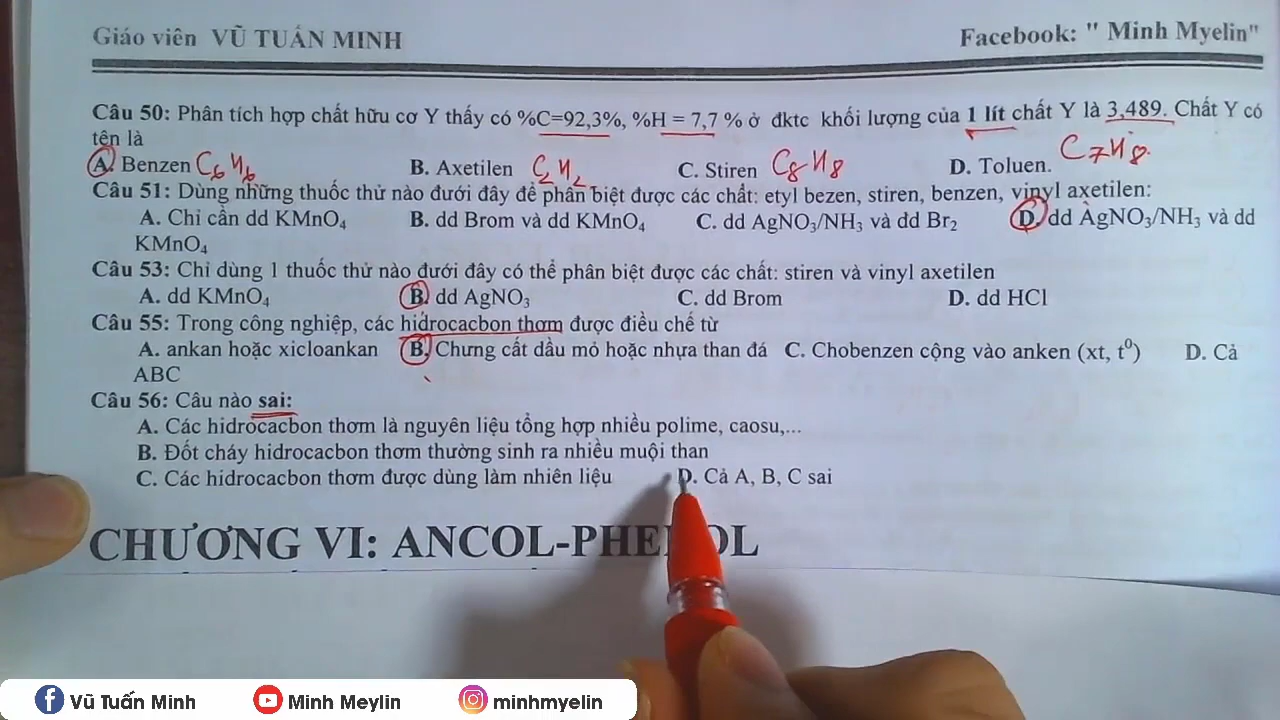 Giáo viên VŨ TUẤN MINH
Facebook: " Minh Myelin"
Câu 50: Phân tích hợp chất hữu cơ Y thấy có %C=92,3%, %H = 7,7 % ở đktc khối lượng của 1 lít chất Y là 3,489. Chất Y có
tên là
A. Benzen C6H6 B. Axetilen C2H2 C. Stiren C8H8 D. Toluen. C7H8.
Câu 51: Dùng những thuốc thử nào dưới đây để phân biệt được các chất: etyl bezen, stiren, benzen, vinyl axetilen:
A. Chỉ cần dd KMnO4 B. dd Brom và dd KMnO4 C. dd AgNO3/NH3 và dd Br2 D. dd AgNO3/NH3 và dd
KMnO4
Câu 53: Chỉ dùng 1 thuốc thử nào dưới đây có thể phân biệt được các chất: stiren và vinyl axetilen
A. dd KMnO4 B. dd AgNO3 C. dd Brom D. dd HCl
Câu 55: Trong công nghiệp, các hidrocacbon thơm được điều chế từ
A. ankan hoặc xicloankan B. Chưng cất dầu mỏ hoặc nhựa than đá C. Chobenzen cộng vào anken (xt, t0) D. Cả
ABC
Câu 56: Câu nào sai:
A. Các hidrocacbon thơm là nguyên liệu tổng hợp nhiều polime, caosu,...
B. Đốt cháy hidrocacbon thơm thường sinh ra nhiều muội than
C. Các hidrocacbon thơm được dùng làm nhiên liệu D. Cả A, B, C sai
CHƯƠNG VI: ANCOL-PHENOL
Vũ Tuấn Minh Minh Meylin minhmyelin